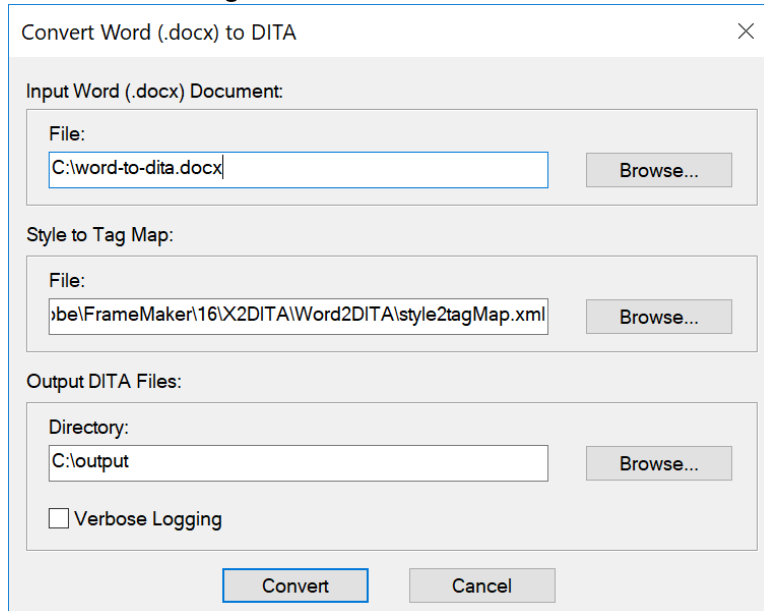 Convert Word (.docx) to DITA
Input Word (.docx) Document:
File:
C:\word-to-dita.docx
Browse...
Style to Tag Map:
File:
obe\FrameMaker\16\X2DITA\Word2DITA\style2tagMap.xml
Browse...
Output DITA Files:
Directory:
C:\output
Browse...
Verbose Logging
Convert Cancel